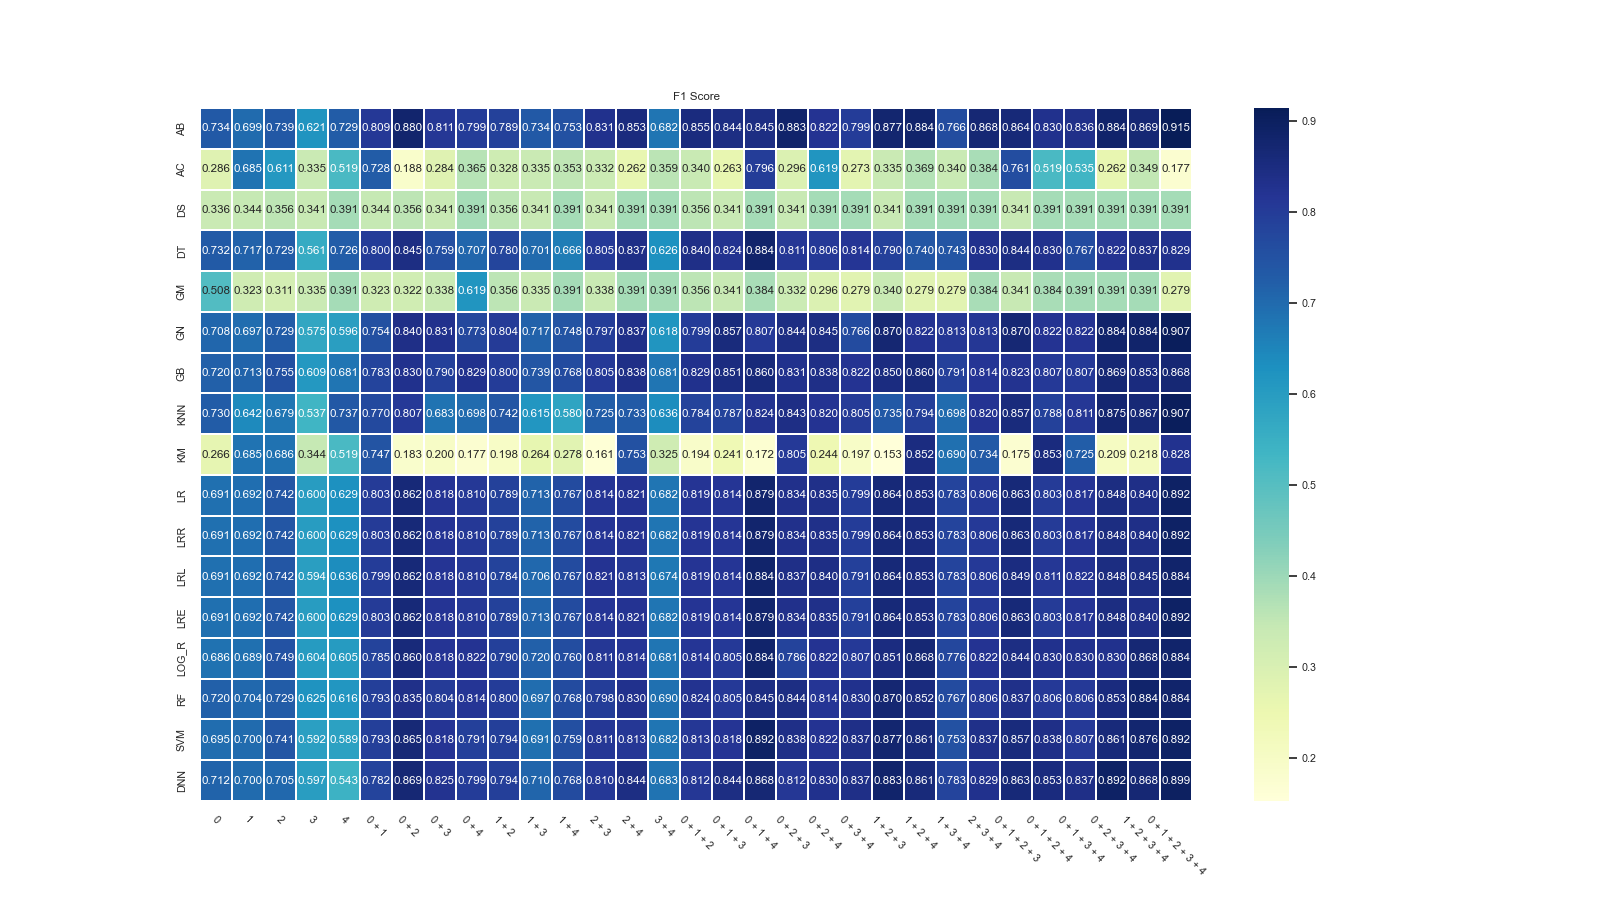 F1 Score
AB 0.734 0.699 0.739 0.621 0.729 0.809 0.880 0.811 0.799 0.789 0.734 0.753 0.831 0.853 0.682 0.855 0.844 0.845 0.883 0.822 0.799 0.877 0.884 0.766 0.868 0.864 0.830 0.836 0.884 0.869 0.915
AC 0.286 0.685 0.611 0.335 0.519 0.728 0.188 0.284 0.365 0.328 0.335 0.353 0.332 0.262 0.359 0.340 0.263 0.796 0.296 0.619 0.273 0.335 0.369 0.340 0.384 0.761 0.519 0.535 0.262 0.349 0.177
DS 0.336 0.344 0.356 0.341 0.391 0.344 0.356 0.341 0.391 0.356 0.341 0.391 0.341 0.391 0.391 0.356 0.341 0.391 0.341 0.391 0.391 0.341 0.391 0.391 0.391 0.341 0.391 0.391 0.391 0.391 0.391
DT 0.732 0.717 0.729 0.561 0.726 0.800 0.845 0.759 0.707 0.780 0.701 0.666 0.805 0.837 0.626 0.840 0.824 0.884 0.811 0.806 0.814 0.790 0.740 0.743 0.830 0.844 0.830 0.767 0.822 0.837 0.829
GM 0.508 0.323 0.311 0.335 0.391 0.323 0.322 0.338 0.619 0.356 0.335 0.391 0.338 0.391 0.391 0.356 0.341 0.384 0.332 0.296 0.279 0.340 0.279 0.279 0.384 0.341 0.384 0.391 0.391 0.391 0.279
GN 0.708 0.697 0.729 0.575 0.596 0.754 0.840 0.831 0.773 0.804 0.717 0.748 0.797 0.837 0.618 0.799 0.857 0.807 0.844 0.845 0.766 0.870 0.822 0.813 0.813 0.870 0.822 0.822 0.884 0.884 0.907
GB 0.720 0.713 0.755 0.609 0.681 0.783 0.830 0.790 0.829 0.800 0.739 0.768 0.805 0.838 0.681 0.829 0.851 0.860 0.831 0.838 0.822 0.850 0.860 0.791 0.814 0.823 0.807 0.807 0.869 0.853 0.868
KNN 0.730 0.642 0.679 0.537 0.737 0.770 0.807 0.683 0.698 0.742 0.615 0.580 0.725 0.733 0.636 0.784 0.787 0.824 0.843 0.820 0.805 0.735 0.794 0.698 0.820 0.857 0.788 0.811 0.875 0.867 0.907
KM 0.266 0.685 0.686 0.344 0.519 0.747 0.183 0.200 0.177 0.198 0.264 0.278 0.161 0.753 0.325 0.194 0.241 0.172 0.805 0.244 0.197 0.153 0.852 0.690 0.734 0.175 0.853 0.725 0.209 0.218 0.828
LR 0.691 0.692 0.742 0.600 0.629 0.803 0.862 0.818 0.810 0.789 0.713 0.767 0.814 0.821 0.682 0.819 0.814 0.879 0.834 0.835 0.799 0.864 0.853 0.783 0.806 0.863 0.803 0.817 0.848 0.840 0.892
LRR 0.691 0.692 0.742 0.600 0.629 0.803 0.862 0.818 0.810 0.789 0.713 0.767 0.814 0.821 0.682 0.819 0.814 0.879 0.834 0.835 0.799 0.864 0.853 0.783 0.806 0.863 0.803 0.817 0.848 0.840 0.892
LRL 0.691 0.692 0.742 0.594 0.636 0.799 0.862 0.818 0.810 0.784 0.706 0.767 0.821 0.813 0.674 0.819 0.814 0.884 0.837 0.840 0.791 0.864 0.853 0.783 0.806 0.849 0.811 0.822 0.848 0.845 0.884
LRE 0.691 0.692 0.742 0.600 0.629 0.803 0.862 0.818 0.810 0.789 0.713 0.767 0.814 0.821 0.682 0.819 0.814 0.879 0.834 0.835 0.791 0.864 0.853 0.783 0.806 0.863 0.803 0.817 0.848 0.840 0.892
LOG_R 0.686 0.689 0.749 0.604 0.605 0.785 0.860 0.818 0.822 0.790 0.720 0.760 0.811 0.814 0.681 0.814 0.805 0.884 0.786 0.822 0.807 0.851 0.868 0.776 0.822 0.844 0.830 0.830 0.830 0.868 0.884
RF 0.720 0.704 0.729 0.625 0.616 0.793 0.835 0.804 0.814 0.800 0.697 0.768 0.798 0.830 0.690 0.824 0.805 0.845 0.844 0.814 0.830 0.870 0.852 0.767 0.806 0.837 0.806 0.806 0.853 0.884 0.884
SVM 0.695 0.700 0.741 0.592 0.589 0.793 0.865 0.818 0.791 0.794 0.691 0.759 0.811 0.813 0.682 0.813 0.818 0.892 0.838 0.822 0.837 0.877 0.861 0.753 0.837 0.857 0.838 0.807 0.861 0.876 0.892
DNN 0.712 0.700 0.705 0.597 0.543 0.782 0.869 0.825 0.799 0.794 0.710 0.768 0.810 0.844 0.683 0.812 0.844 0.868 0.812 0.830 0.837 0.883 0.861 0.783 0.829 0.863 0.853 0.837 0.892 0.868 0.899
0
1
2
3
4
0 + 1
0 + 2
0 + 3
0 + 4
1 + 2
1 + 3
1 + 4
2 + 3
2 + 4
3 + 4
0 + 1 + 2
0 + 1 + 3
0 + 1 + 4
0 + 2 + 3
0 + 2 + 4
0 + 3 + 4
1 + 2 + 3
1 + 2 + 4
1 + 3 + 4
2 + 3 + 4
0 + 1 + 2 + 3
0 + 1 + 2 + 4
0 + 1 + 3 + 4
0 + 2 + 3 + 4
1 + 2 + 3 + 4
0 + 1 + 2 + 3 + 4
0.9
0.8
0.7
0.6
0.5
0.4
0.3
0.2